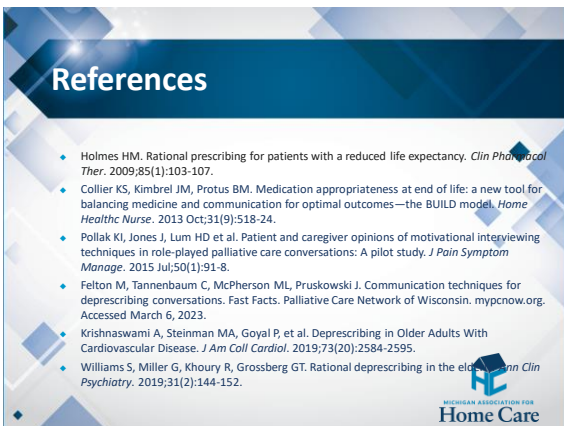 References
Holmes HM. Rational prescribing for patients with a reduced life expectancy. Clin Pharmacol
Ther. 2009;85(1):103-107.
Collier KS, Kimbrel JM, Protus BM. Medication appropriateness at end of life: a new tool for
balancing medicine and communication for optimal outcomes—the BUILD model. Home
Healthc Nurse. 2013 Oct;31(9):518-24.
Pollak KI, Jones J, Lum HD et al. Patient and caregiver opinions of motivational interviewing
techniques in role-played palliative care conversations: A pilot study. J Pain Symptom
Manage. 2015 Jul;50(1):91-8.
Felton M, Tannenbaum C, McPherson ML, Pruskowski J. Communication techniques for
deprescribing conversations. Fast Facts. Palliative Care Network of Wisconsin. mypcnow.org.
Accessed March 6, 2023.
Krishnaswami A, Steinman MA, Goyal P, et al. Deprescribing in Older Adults With
Cardiovascular Disease. J Am Coll Cardiol. 2019;73(20):2584-2595.
Williams S, Miller G, Khoury R, Grossberg GT. Rational deprescribing in the Clin
Psychiatry. 2019;31(2):144-152.
HC
MICHIGAN ASSOCIATION FOR
Home Care